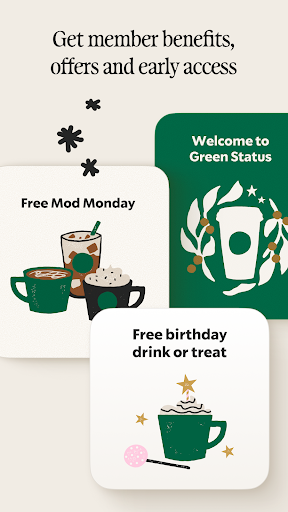 Get member benefits,
offers and early access
Welcome to
Green Status
Free Mod Monday
Free birthday
drink or treat